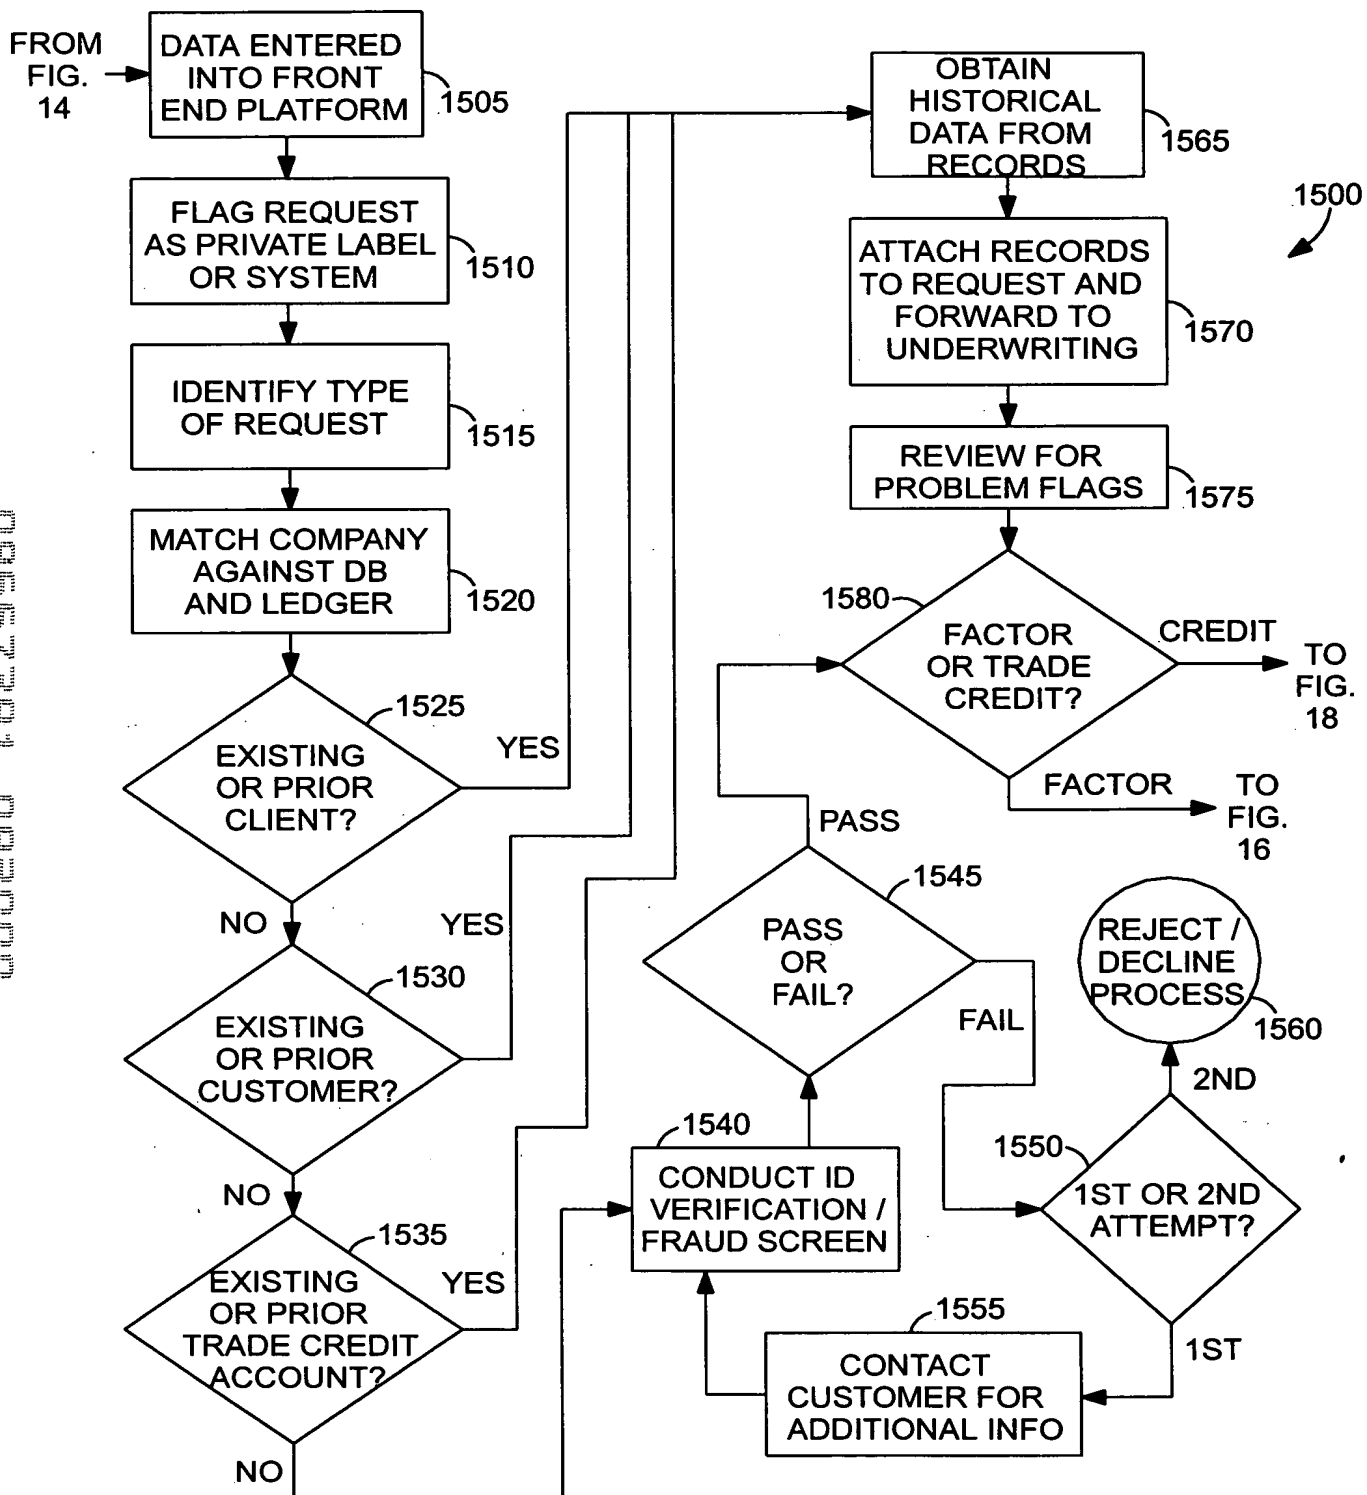 FROM
FIG.
14
DATA ENTERED
INTO FRONT
END PLATFORM
1505
FLAG REQUEST
AS PRIVATE LABEL
OR SYSTEM
1510
IDENTIFY TYPE
OF REQUEST
1515
MATCH COMPANY
AGAINST DB
AND LEDGER
1520
EXISTING
OR PRIOR
CLIENT?
1525
YES
NO
EXISTING
OR PRIOR
CUSTOMER?
1530
YES
NO
EXISTING
OR PRIOR
TRADE CREDIT
ACCOUNT?
1535
YES
NO
OBTAIN
HISTORICAL
DATA FROM
RECORDS
1565
1500
ATTACH RECORDS
TO REQUEST AND
FORWARD TO
UNDERWRITING
1570
REVIEW FOR
PROBLEM FLAGS
1575
1580
FACTOR
OR TRADE
CREDIT?
CREDIT
TO
FIG.
18
FACTOR
TO
FIG.
16
PASS
1545
PASS
OR
FAIL?
FAIL
REJECT /
DECLINE
PROCESS
1560
2ND
1540
CONDUCT ID
VERIFICATION /
FRAUD SCREEN
1550
1ST OR 2ND
ATTEMPT?
1ST
1555
CONTACT
CUSTOMER FOR
ADDITIONAL INFO